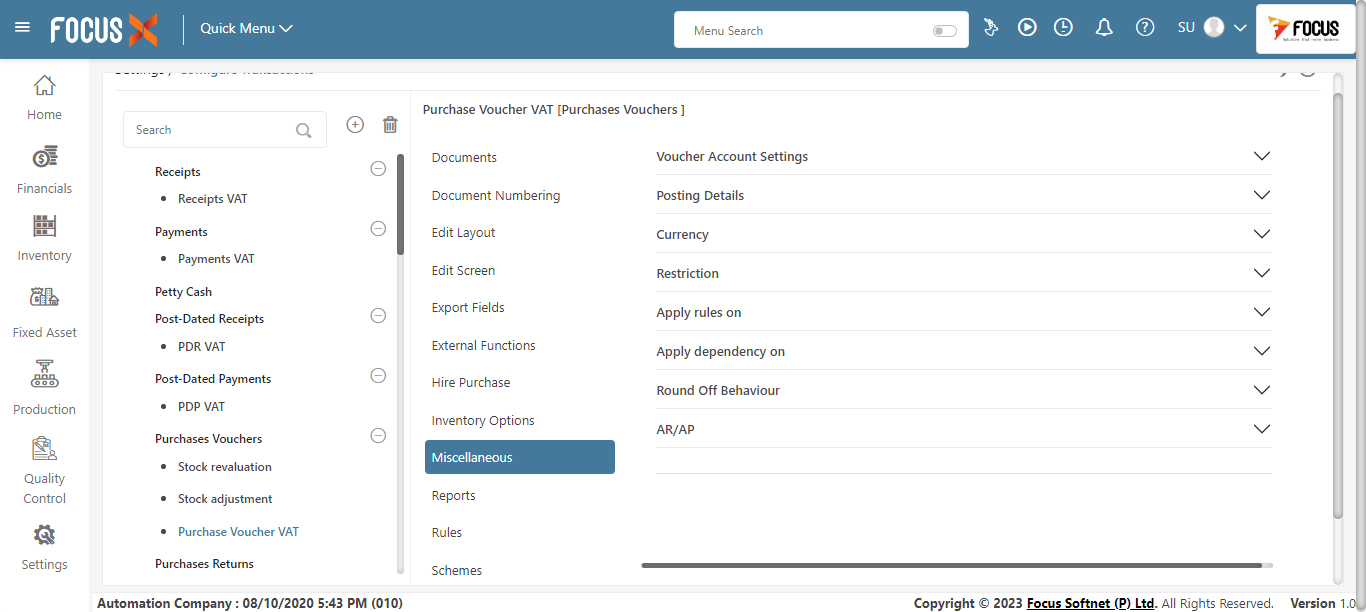 FOCUS X
Quick Menu
Menu Search
SU
FOCUS
Settings / Configure Transactions
Home
Financials
Inventory
Fixed Asset
Production
Quality
Control
Settings
Search
Receipts
Receipts VAT
Payments
Payments VAT
Petty Cash
Post-Dated Receipts
PDR VAT
Post-Dated Payments
PDP VAT
Purchases Vouchers
Stock revaluation
Stock adjustment
Purchase Voucher VAT
Purchases Returns
Purchase Voucher VAT [Purchases Vouchers ]
Documents
Document Numbering
Edit Layout
Edit Screen
Export Fields
External Functions
Hire Purchase
Inventory Options
Miscellaneous
Reports
Rules
Schemes
Voucher Account Settings
Posting Details
Currency
Restriction
Apply rules on
Apply dependency on
Round Off Behaviour
AR/AP
Automation Company : 08/10/2020 5:43 PM (010)
Copyright © 2023 Focus Softnet (P) Ltd. All Rights Reserved. Version 1.0